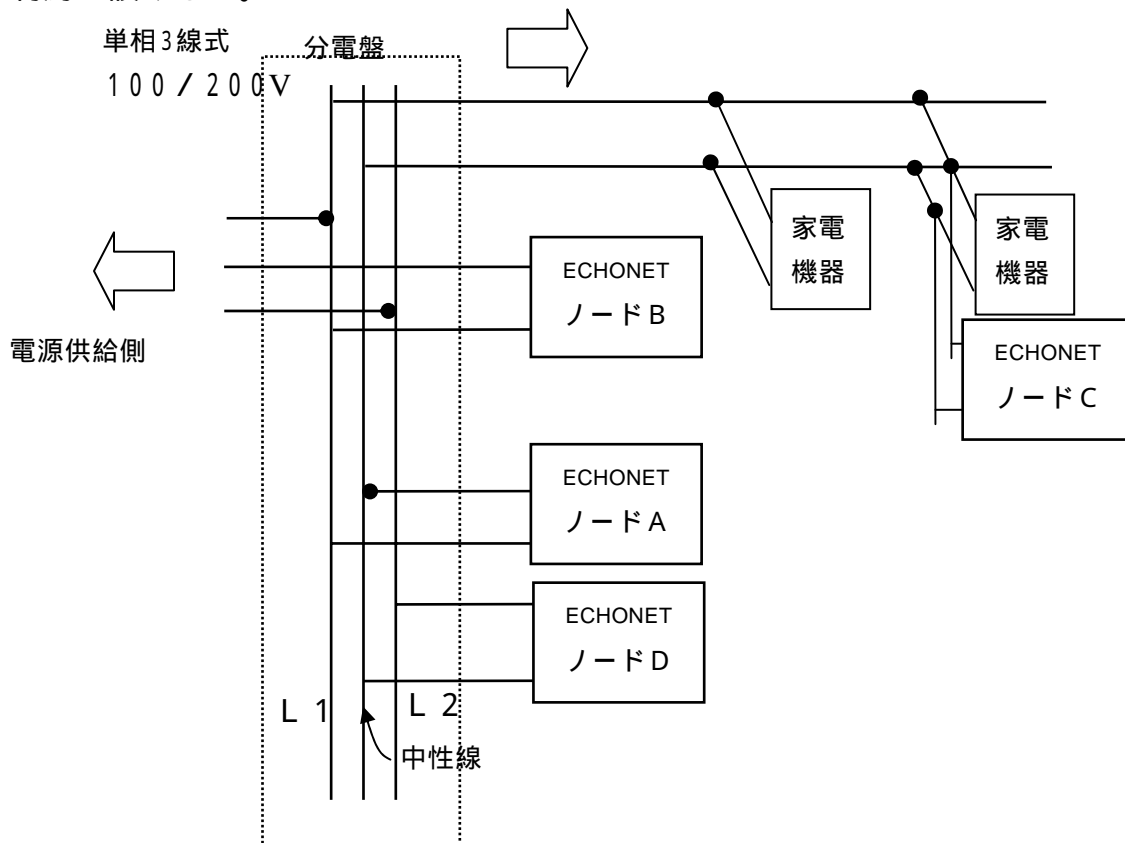 単相3線式
100/200V
分電盤
家電
機器
家電
機器
ECHONET
ノードB
電源供給側
ECHONET
ノードC
ECHONET
ノードA
ECHONET
ノードD
L1
L2
中性線